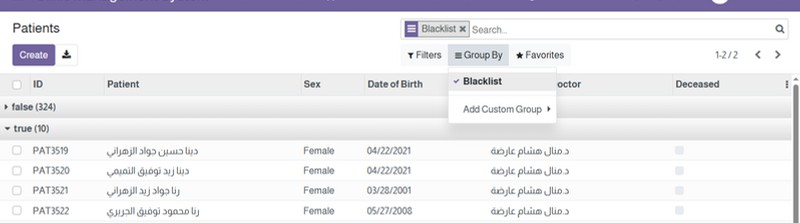 Patients
Blacklist ×
Search...
Create
Filters
Group By
Favorites
1-2 / 2
Blacklist
Add Custom Group
ID Patient Sex Date of Birth Deceased
false (324)
true (10)
PAT3519 دينا حسين جواد الزهراني Female 04/22/2021 د.منال هشام عارضة
PAT3520 دينا زيد توفيق التميمي Female 04/22/2021 د.منال هشام عارضة
PAT3521 رنا جواد زيد الزهراني Female 03/28/2001 د.منال هشام عارضة
PAT3522 رنا محمود توفيق الجريري Female 05/27/2008 د.منال هشام عارضة